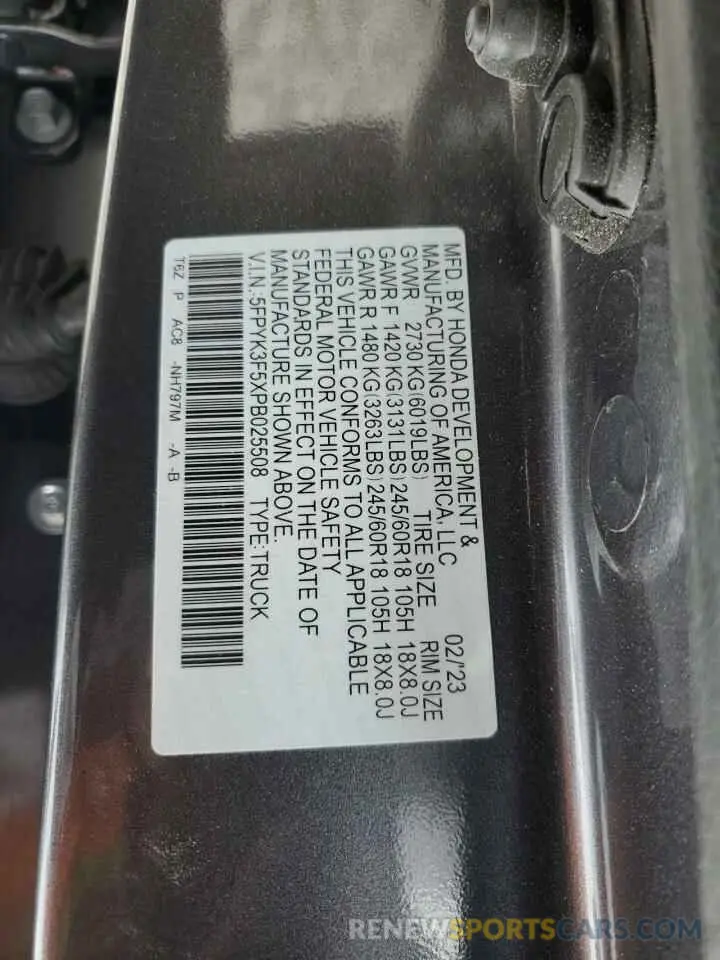 MFD. BY HONDA DEVELOPMENT &
MANUFACTURING OF AMERICA, LLC 02/'23
GVWR 2730 KG(6019LBS) TIRE SIZE RIM SIZE
GAWR F 1420 KG(3131LBS) 245/60R18 105H 18X8.0J
GAWR R 1480 KG(3263LBS) 245/60R18 105H 18X8.0J
THIS VEHICLE CONFORMS TO ALL APPLICABLE
FEDERAL MOTOR VEHICLE SAFETY
STANDARDS IN EFFECT ON THE DATE OF
MANUFACTURE SHOWN ABOVE.
V.I.N.:5FPYK3F5XPB025508 TYPE:TRUCK
T6Z P AC8 -NH797M -A -B
RENEWSPORTSCARS.COM